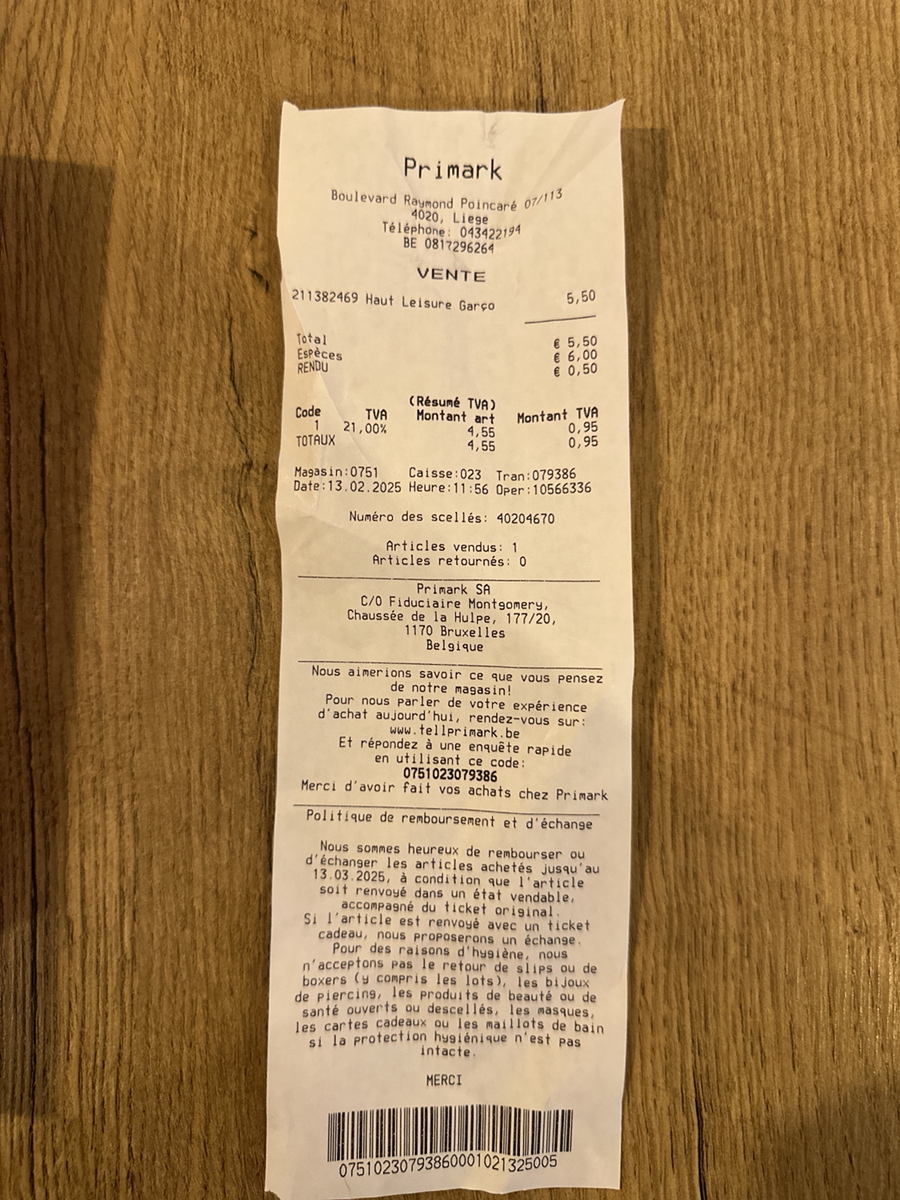 Primark
Boulevard Raymond Poincaré 07/113
4020, Liege
Téléphone: 043422194
BE 0817296264
VENTE
211382469 Haut Leisure Garço 5,50
Total € 5,50
Espèces € 6,00
RENDU € 0,50
(Résumé TVA)
Code TVA Montant art Montant TVA
1 21,00% 4,55 0,95
TOTAUX 4,55 0,95
Magasin:0751 Caisse:023 Tran:079386
Date:13.02.2025 Heure:11:56 Oper:10566336
Numéro des scellés: 40204670
Articles vendus: 1
Articles retournés: 0
Primark SA
C/O Fiduciaire Montgomery,
Chaussée de la Hulpe, 177/20,
1170 Bruxelles
Belgique
Nous aimerions savoir ce que vous pensez
de notre magasin!
Pour nous parler de votre expérience
d'achat aujourd'hui, rendez-vous sur:
www.tellprimark.be
Et répondez à une enquête rapide
en utilisant ce code:
0751023079386
Merci d'avoir fait vos achats chez Primark
Politique de remboursement et d'échange
Nous sommes heureux de rembourser ou
d'échanger les articles achetés jusqu'au
13.03.2025, à condition que l'article
soit renvoyé dans un état vendable,
accompagné du ticket original.
Si l'article est renvoyé avec un ticket
cadeau, nous proposerons un échange.
Pour des raisons d'hygiène, nous
n'acceptons pas le retour de slips ou de
boxers (y compris les lots), les bijoux
de piercing, les produits de beauté ou de
santé ouverts ou descellés, les masques,
les cartes cadeaux ou les maillots de bain
si la protection hygiénique n'est pas
intacte.
MERCI
07510230793860001021325005